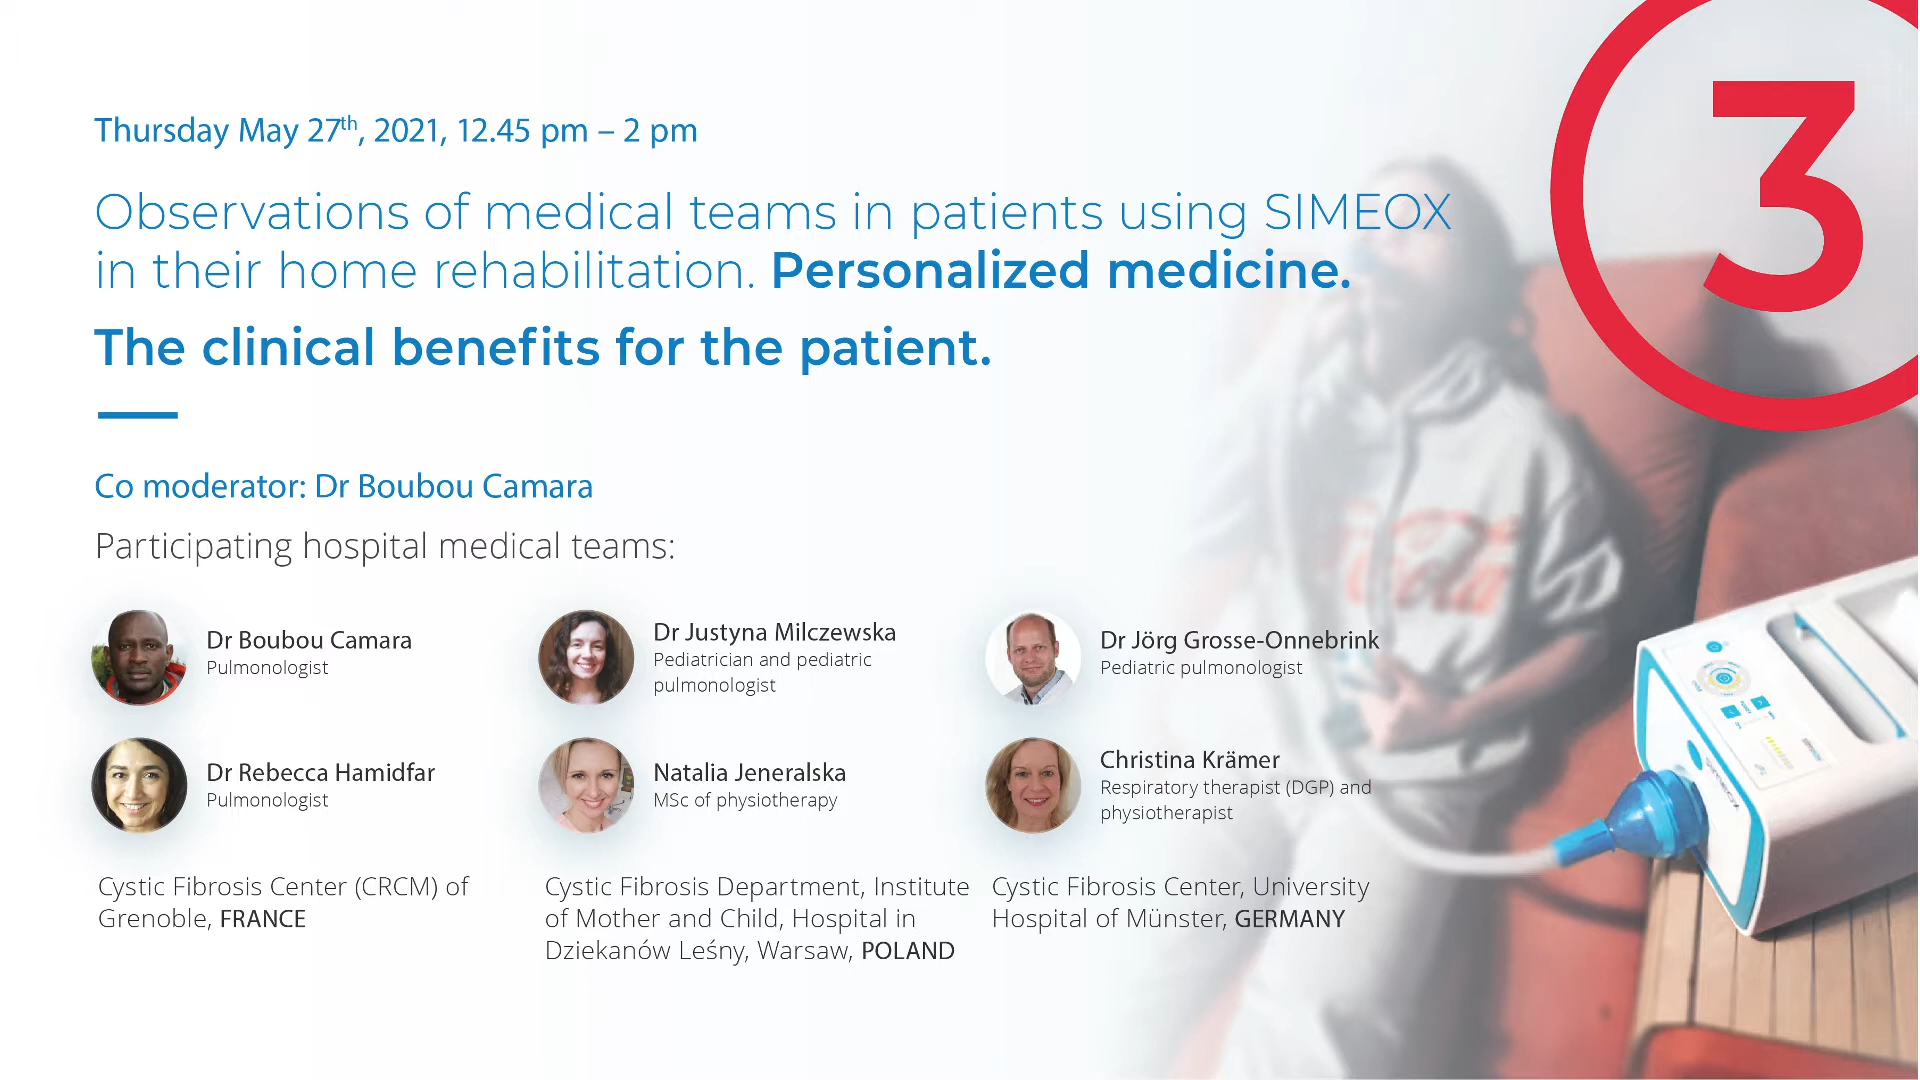 Thursday May 27th, 2021, 12.45 pm – 2 pm
3
Observations of medical teams in patients using SIMEOX
in their home rehabilitation. Personalized medicine.
The clinical benefits for the patient.
Co moderator: Dr Boubou Camara
Participating hospital medical teams:
Dr Boubou Camara
Pulmonologist
Dr Justyna Milczewska
Pediatrician and pediatric
pulmonologist
Dr Jörg Grosse-Onnebrink
Pediatric pulmonologist
Dr Rebecca Hamidfar
Pulmonologist
Natalia Jeneralska
MSc of physiotherapy
Christina Krämer
Respiratory therapist (DGP) and
physiotherapist
Cystic Fibrosis Center (CRCM) of
Grenoble, FRANCE
Cystic Fibrosis Department, Institute
of Mother and Child, Hospital in
Dziekanów Leśny, Warsaw, POLAND
Cystic Fibrosis Center, University
Hospital of Münster, GERMANY
simeox